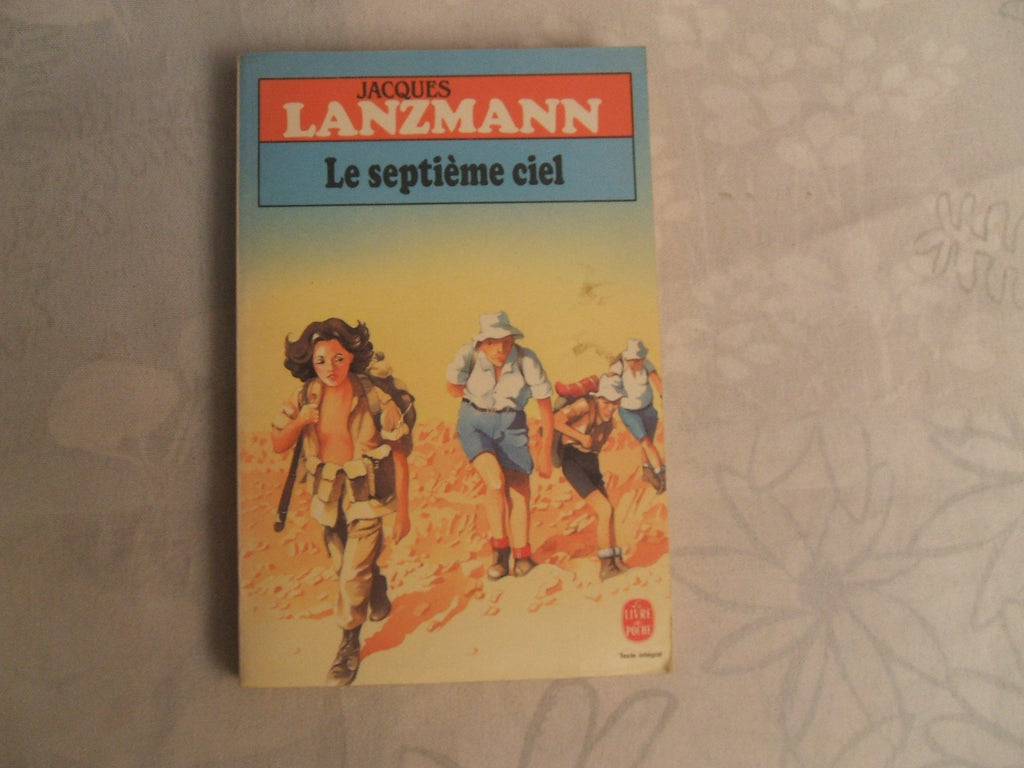 JACQUES
LANZMANN
Le septième ciel
LE
LIVRE
DE
POCHE
Texte intégral